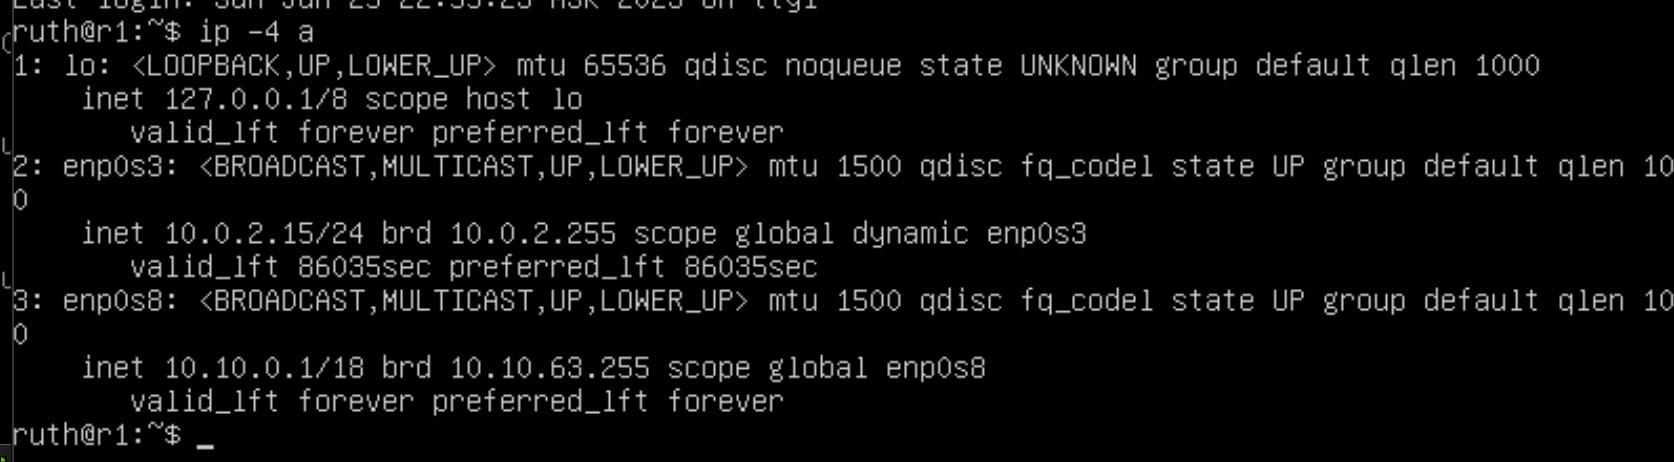 ruth@r1:~$ ip -4 a
1: lo: <LOOPBACK,UP,LOWER_UP> mtu 65536 qdisc noqueue state UNKNOWN group default qlen 1000
    inet 127.0.0.1/8 scope host lo
       valid_lft forever preferred_lft forever
2: enp0s3: <BROADCAST,MULTICAST,UP,LOWER_UP> mtu 1500 qdisc fq_codel state UP group default qlen 10
0
    inet 10.0.2.15/24 brd 10.0.2.255 scope global dynamic enp0s3
       valid_lft 86035sec preferred_lft 86035sec
3: enp0s8: <BROADCAST,MULTICAST,UP,LOWER_UP> mtu 1500 qdisc fq_codel state UP group default qlen 10
0
    inet 10.10.0.1/18 brd 10.10.63.255 scope global enp0s8
       valid_lft forever preferred_lft forever
ruth@r1:~$ _